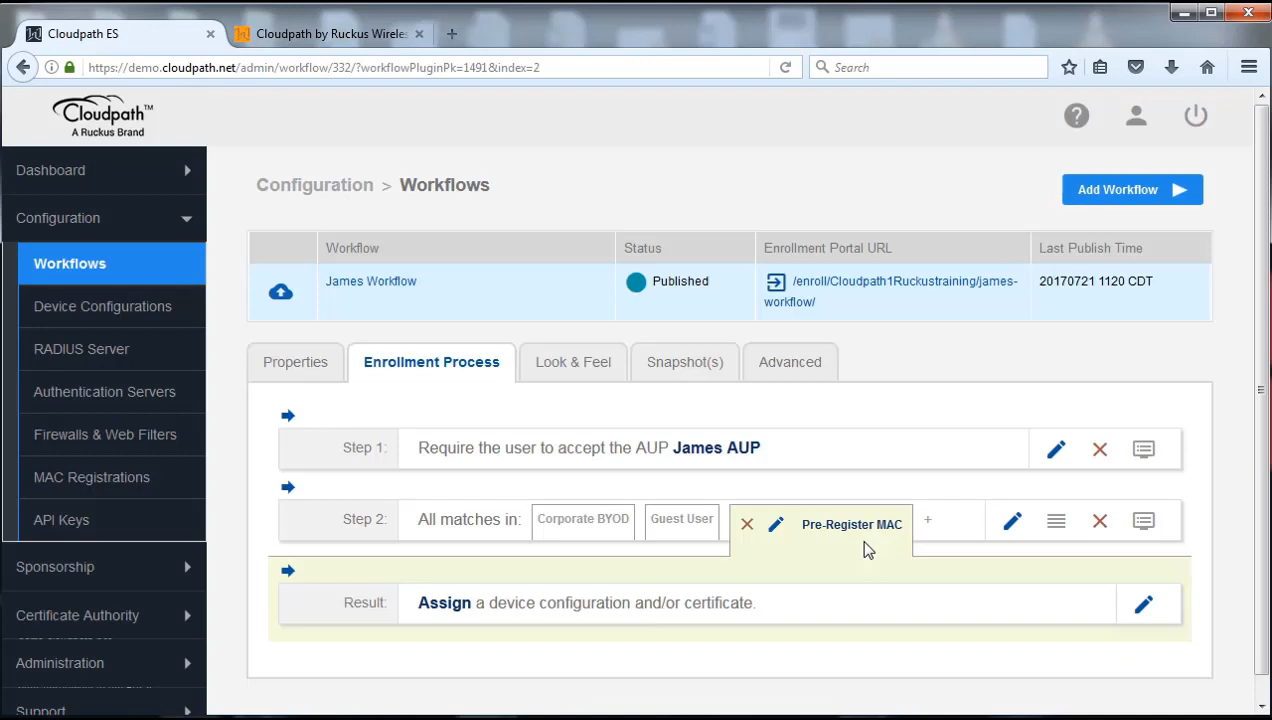 Cloudpath ES
Cloudpath by Ruckus Wireles
https://demo.cloudpath.net/admin/workflow/332/?workflowPluginPk=1491&index=2
Search
Cloudpath™
A Ruckus Brand
Dashboard
Configuration
Workflows
Device Configurations
RADIUS Server
Authentication Servers
Firewalls & Web Filters
MAC Registrations
API Keys
Sponsorship
Certificate Authority
Administration
Support
Configuration > Workflows
Add Workflow
Workflow Status Enrollment Portal URL Last Publish Time
James Workflow Published /enroll/Cloudpath1Ruckustraining/james-
workflow/
20170721 1120 CDT
Properties Enrollment Process Look & Feel Snapshot(s) Advanced
Step 1: Require the user to accept the AUP James AUP
Step 2: All matches in: Corporate BYOD Guest User Pre-Register MAC +
Result: Assign a device configuration and/or certificate.